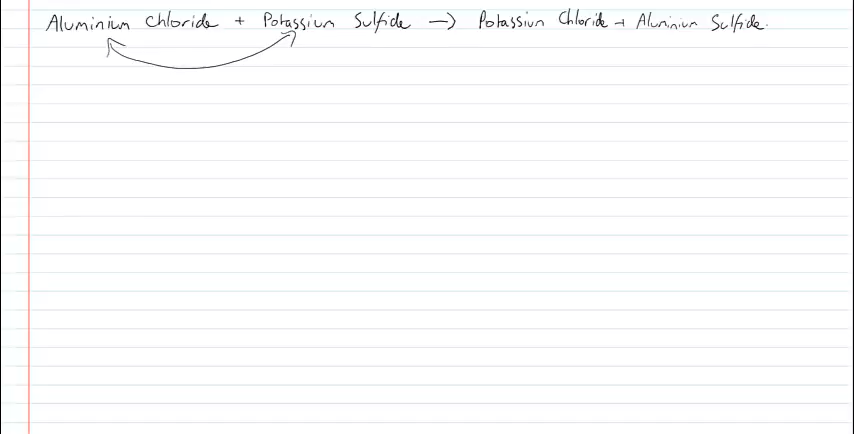 Aluminium Chloride + Potassium Sulfide → Potassium Chloride + Aluminium Sulfide.